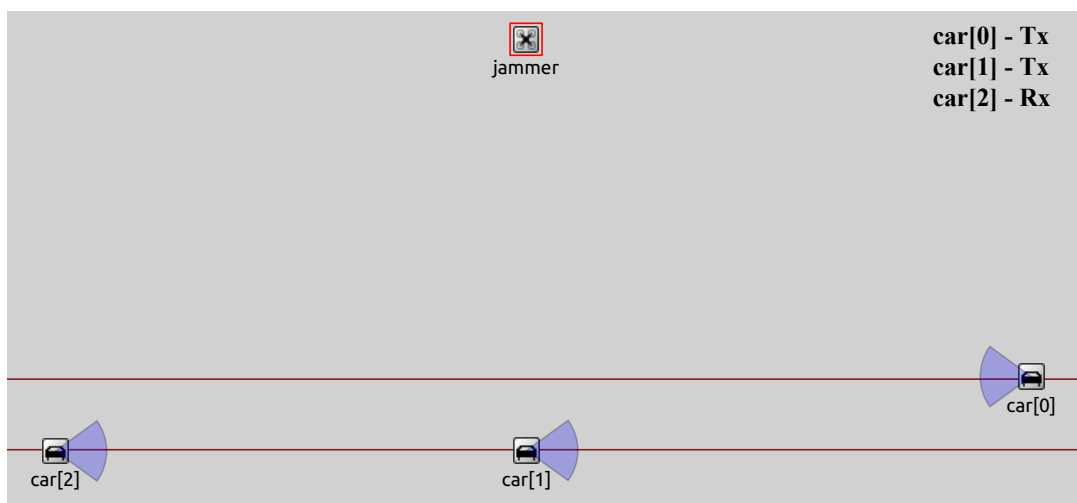 jammer
car[0] - Tx
car[1] - Tx
car[2] - Rx
car[0]
car[2]
car[1]